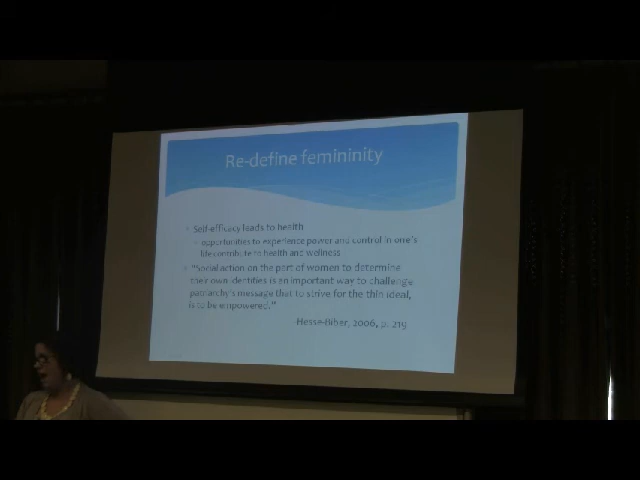 Re-define femininity
Self-efficacy leads to health
opportunities to experience power and control in one's
life contribute to health and wellness
"Social action on the part of women to determine
their own identities is an important way to challenge
patriarchy's message that to strive for the thin ideal,
is to be empowered."
Hesse-Biber, 2006, p. 219